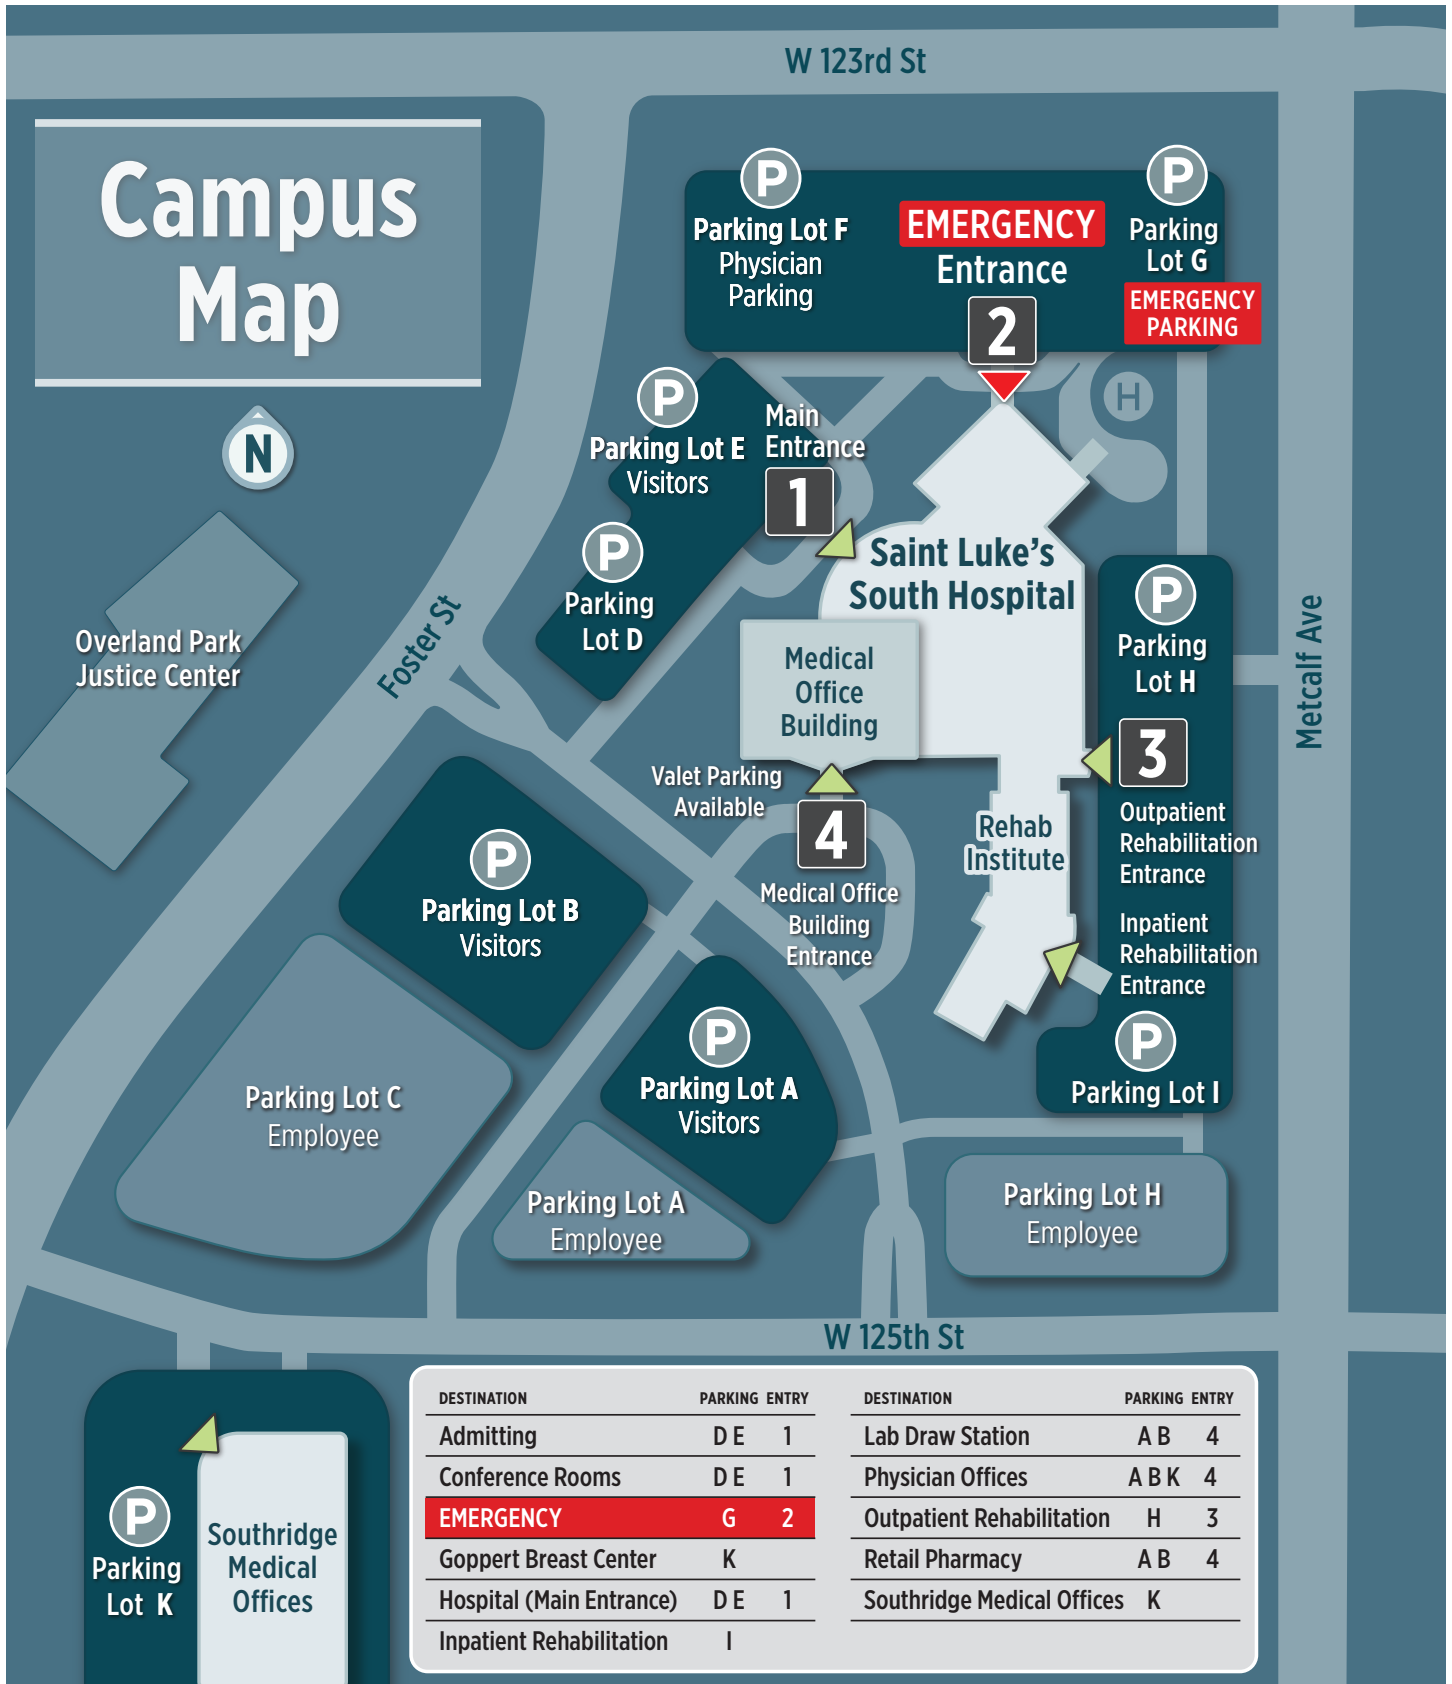 W 123rd St
Campus
Map
N
P
Parking Lot F
Physician
Parking
EMERGENCY
Entrance
2
P
Parking
Lot G
EMERGENCY
PARKING
H
P
Parking Lot E
Visitors
Main
Entrance
1
P
Parking
Lot D
Saint Luke's
South Hospital
Overland Park
Justice Center
Foster St
Metcalf Ave
Medical
Office
Building
P
Parking
Lot H
3
Outpatient
Rehabilitation
Entrance
Valet Parking
Available
4
Medical Office
Building
Entrance
Rehab
Institute
Inpatient
Rehabilitation
Entrance
P
Parking Lot I
P
Parking Lot B
Visitors
P
Parking Lot A
Visitors
Parking Lot C
Employee
Parking Lot A
Employee
Parking Lot H
Employee
W 125th St
P
Parking
Lot K
Southridge
Medical
Offices
DESTINATION PARKING ENTRY
Admitting D E 1
Conference Rooms D E 1
EMERGENCY G 2
Goppert Breast Center K
Hospital (Main Entrance) D E 1
Inpatient Rehabilitation I
DESTINATION PARKING ENTRY
Lab Draw Station A B 4
Physician Offices A B K 4
Outpatient Rehabilitation H 3
Retail Pharmacy A B 4
Southridge Medical Offices K